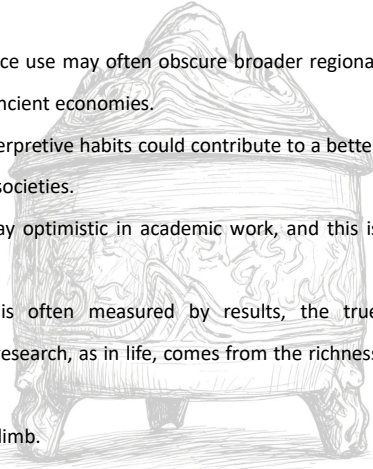 ce use may often obscure broader regiona
ncient economies.
erpretive habits could contribute to a bette
societies.
ay optimistic in academic work, and this is
is often measured by results, the true
esearch, as in life, comes from the richness
limb.